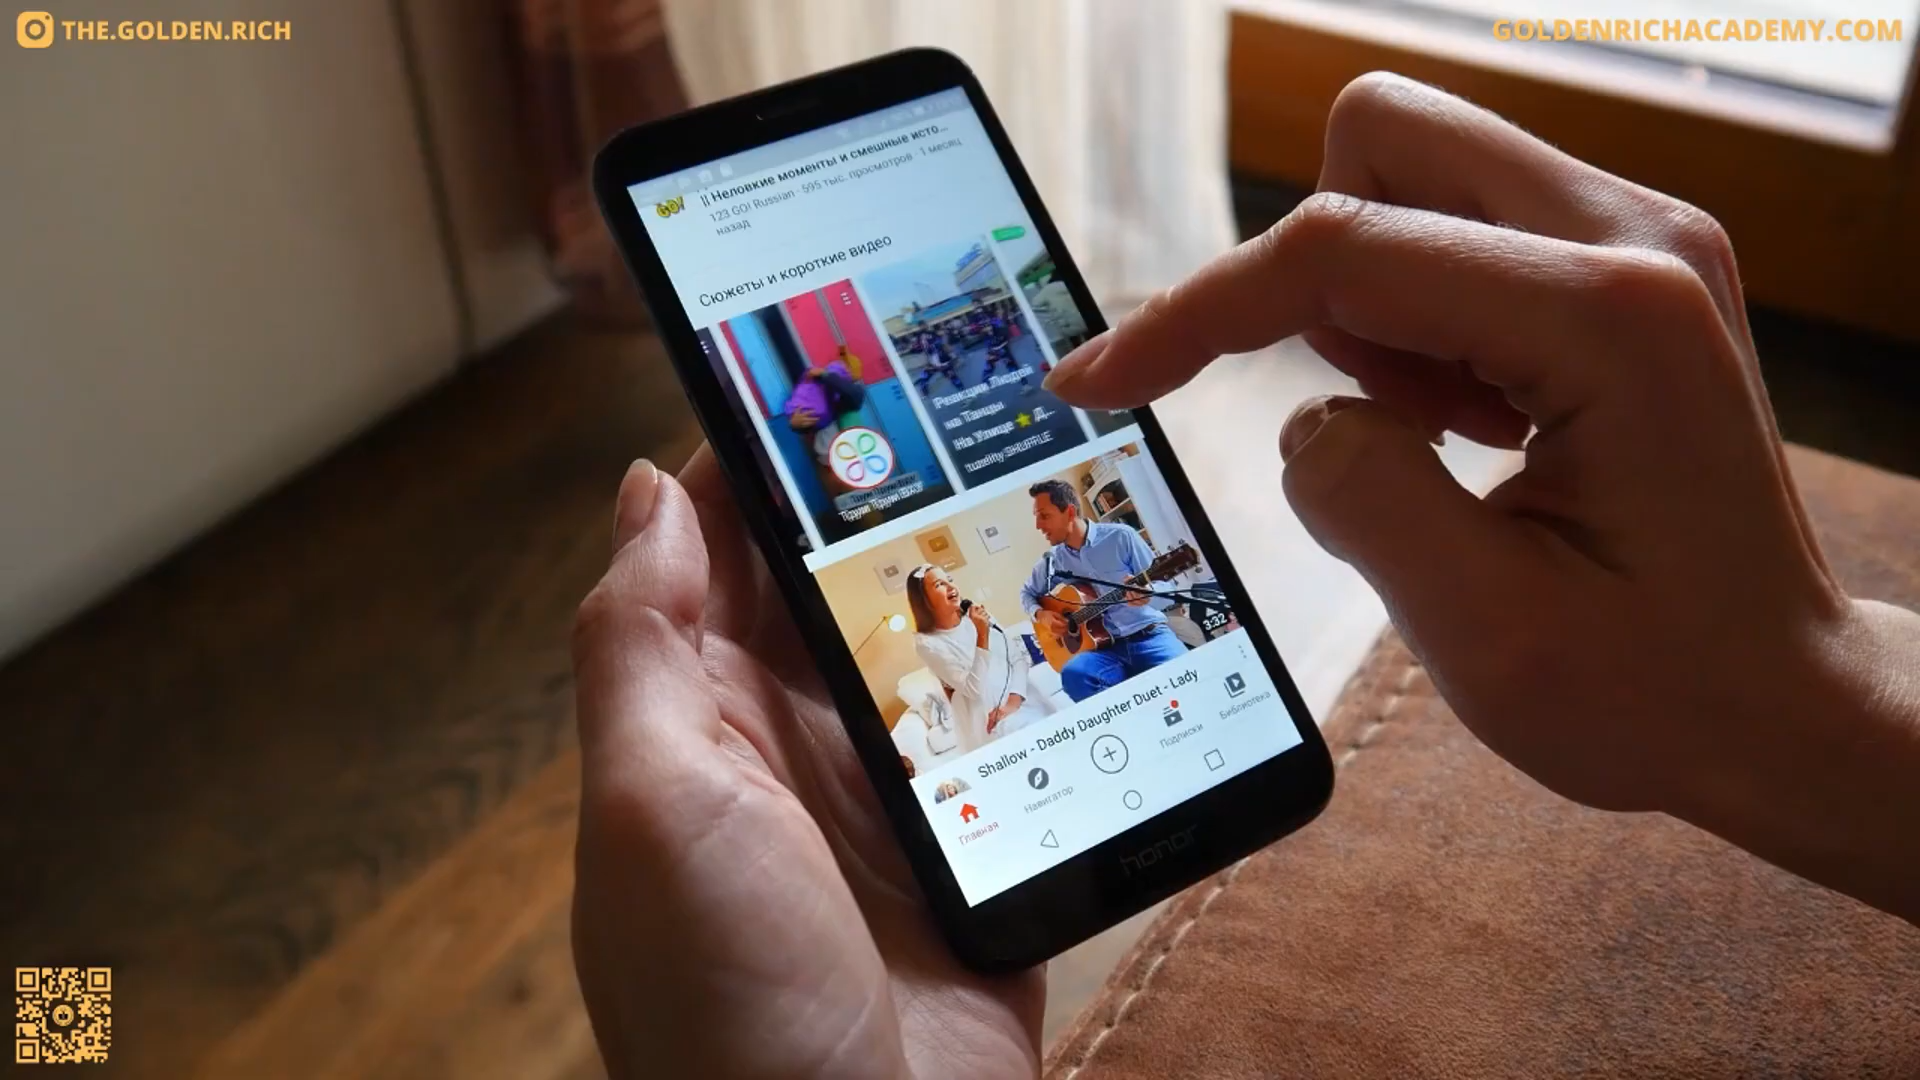 THE.GOLDEN.RICH
GOLDENRICHACADEMY.COM
|| Неловкие моменты и смешные исто...
GO!
123 GO! Russian · 595 тыс. просмотров · 1 месяц
назад
Сюжеты и короткие видео
Реакции Людей
на Танцы
На Улице ⭐ Д...
3:32
Shallow - Daddy Daughter Duet - Lady
Главная
Навигатор
Подписки
Библиотека
honor